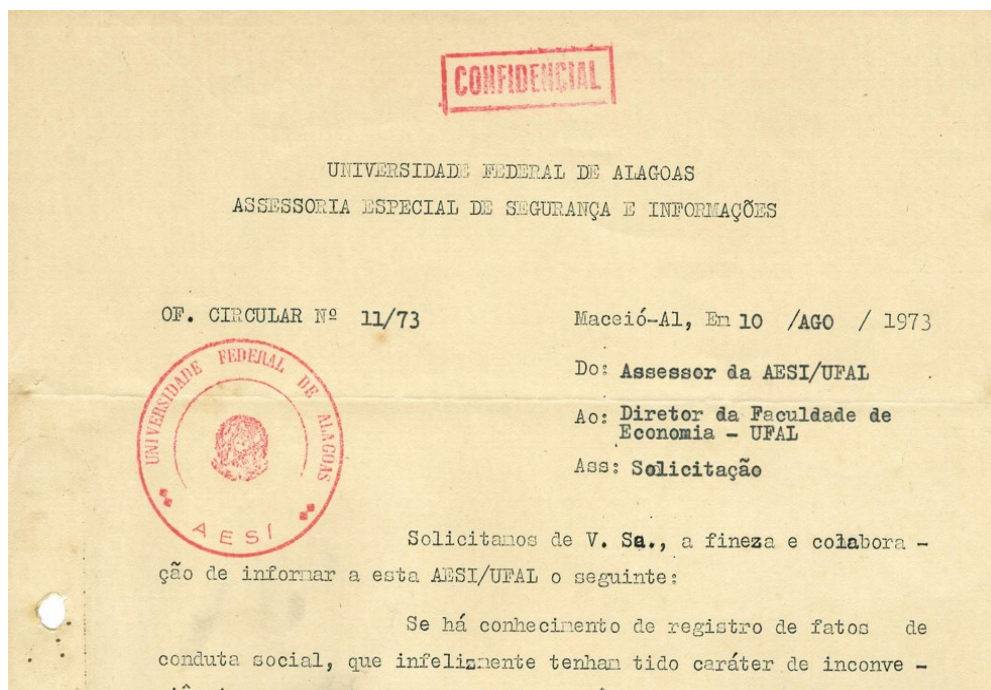 CONFIDENCIAL
UNIVERSIDADE FEDERAL DE ALAGOAS
ASSESSORIA ESPECIAL DE SEGURANÇA E INFORMAÇÕES
OF. CIRCULAR Nº 11/73
Maceió-Al, Em 10 /AGO / 1973
UNIVERSIDADE FEDERAL DE ALAGOAS
AESI
Do: Assessor da AESI/UFAL
Ao: Diretor da Faculdade de
Economia - UFAL
Ass: Solicitação
Solicitamos de V. Sa., a fineza e colabora -
ção de informar a esta AESI/UFAL o seguinte:
Se há conhecimento de registro de fatos de
conduta social, que infelizmente tenham tido caráter de inconve -